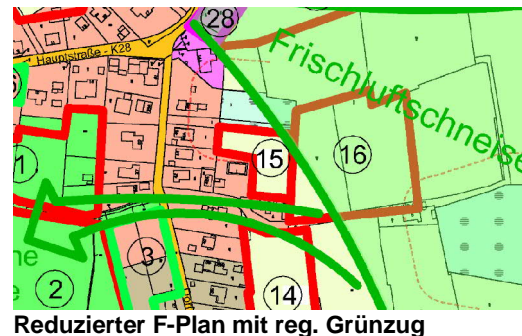 28
Hauptstraße - K28
Frischluftschneise
15
16
1
3
2
14
Reduzierter F-Plan mit reg. Grünzug